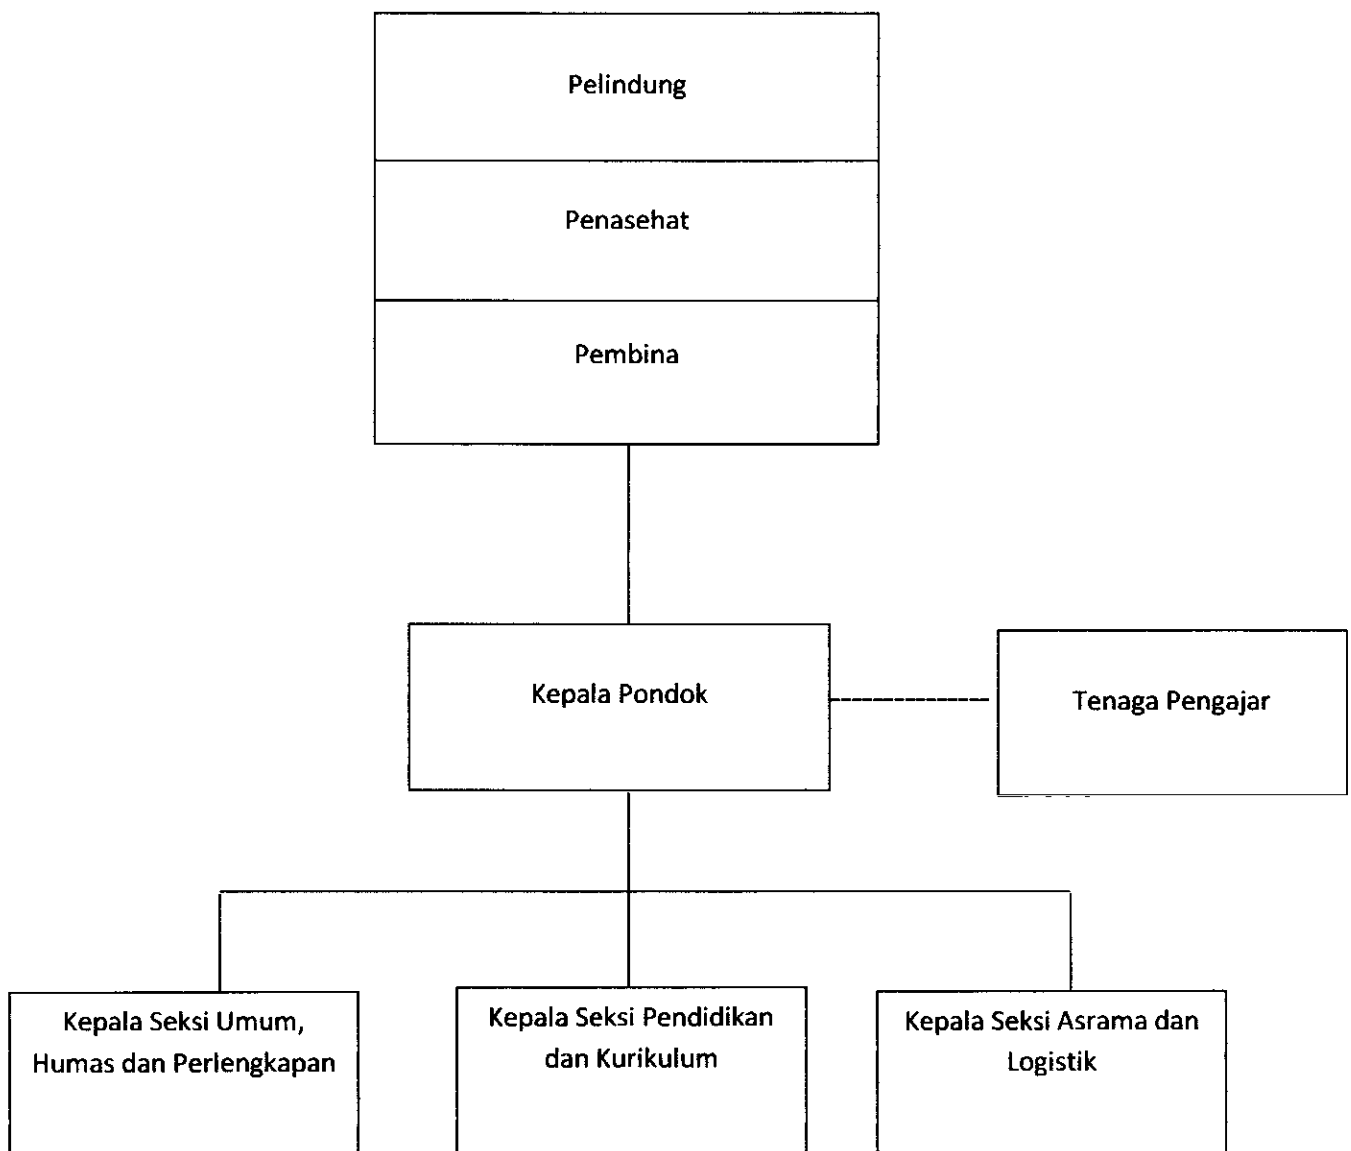 Pelindung
Penasehat
Pembina
Kepala Pondok
Tenaga Pengajar
Kepala Seksi Umum,
Humas dan Perlengkapan
Kepala Seksi Pendidikan
dan Kurikulum
Kepala Seksi Asrama dan
Logistik